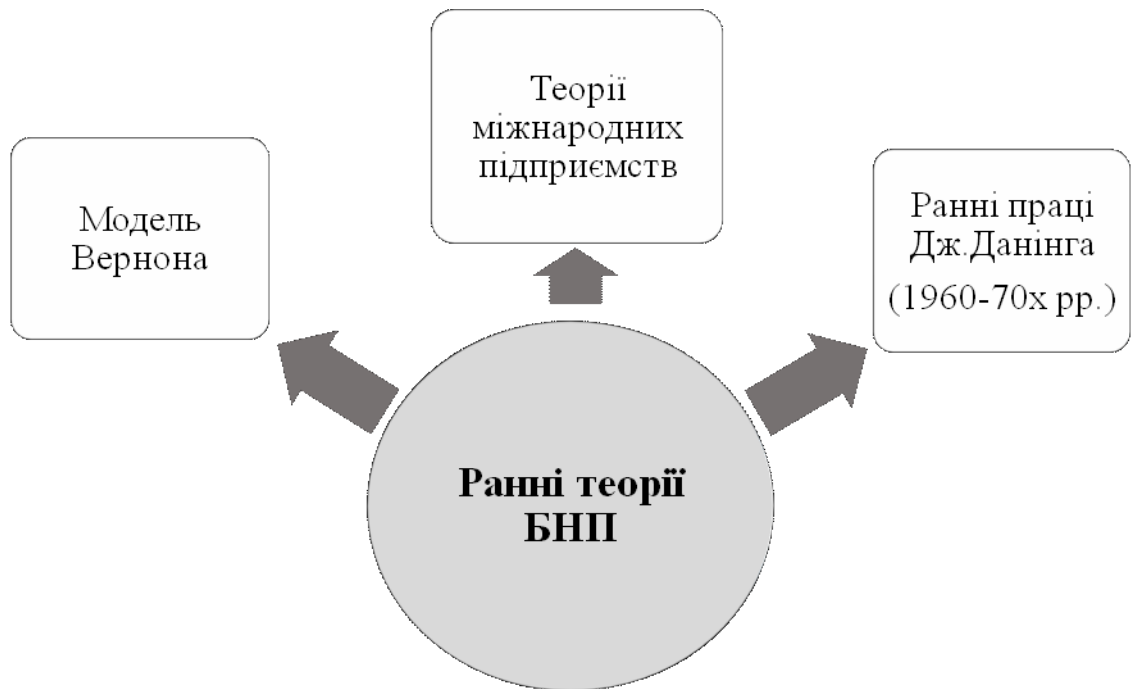 Теорії
міжнародних
підприємств
Модель
Вернона
Ранні праці
Дж.Данінга
(1960-70х рр.)
Ранні теорії
БНП